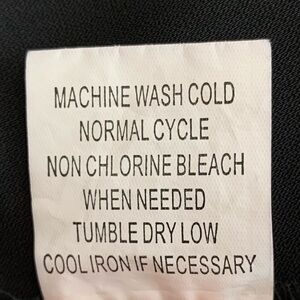 MACHINE WASH COLD
NORMAL CYCLE
NON CHLORINE BLEACH
WHEN NEEDED
TUMBLE DRY LOW
COOL IRON IF NECESSARY